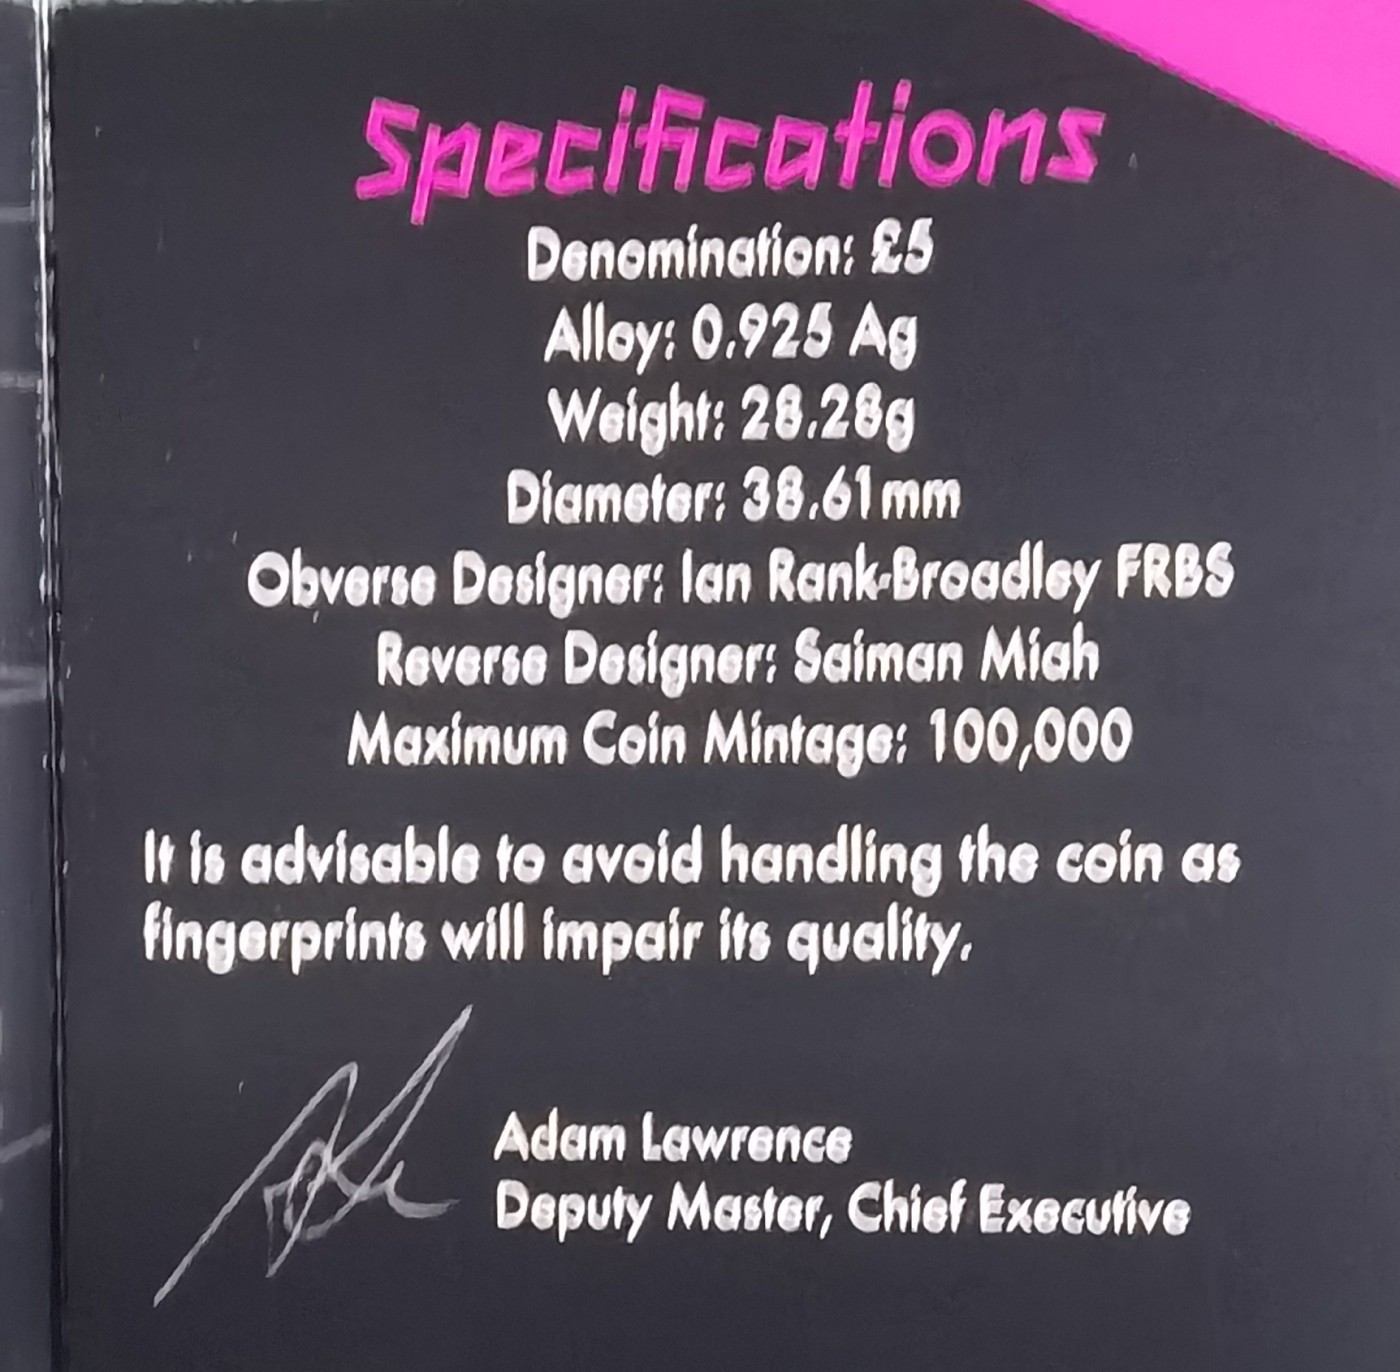 Specifications
Denomination: £5
Alloy: 0.925 Ag
Weight: 28.28g
Diameter: 38.61mm
Obverse Designer: Ian Rank-Broadley FRBS
Reverse Designer: Saiman Miah
Maximum Coin Mintage: 100,000
It is advisable to avoid handling the coin as
fingerprints will impair its quality.
Adam Lawrence
Deputy Master, Chief Executive